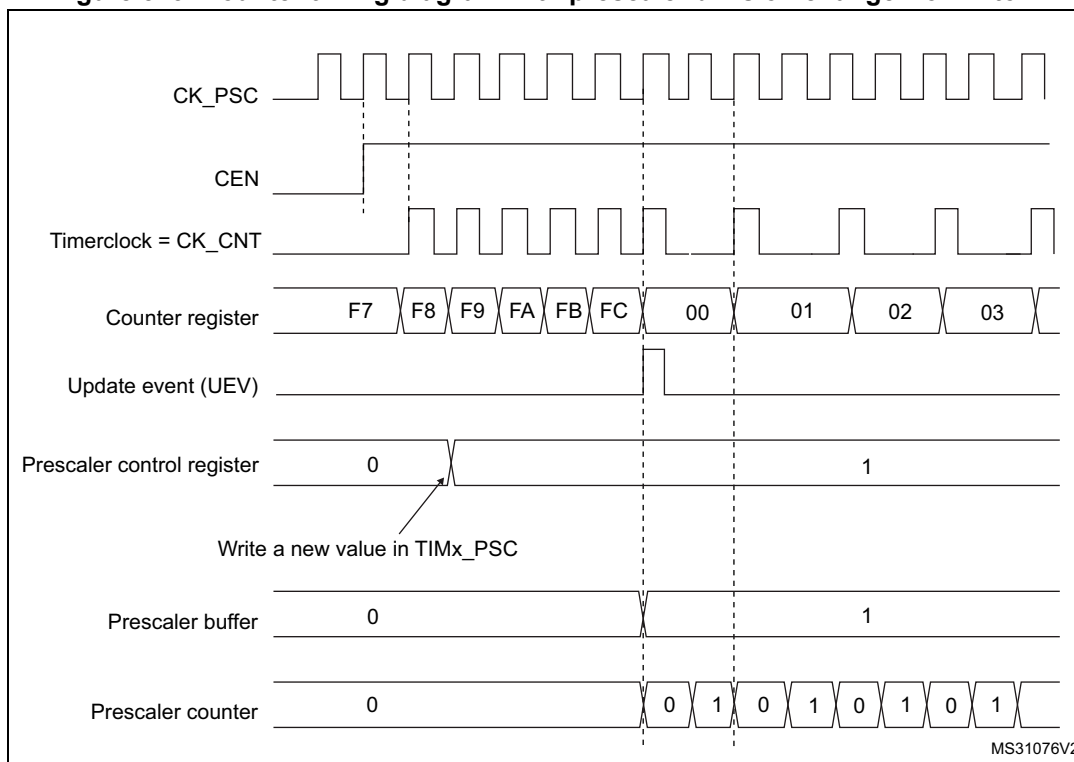 CK_PSC
CEN
Timerclock = CK_CNT
Counter register F7 F8 F9 FA FB FC 00 01 02 03
Update event (UEV)
Prescaler control register 0 1
Write a new value in TIMx_PSC
Prescaler buffer 0 1
Prescaler counter 0 0 1 0 1 0 1 0 1
MS31076V2